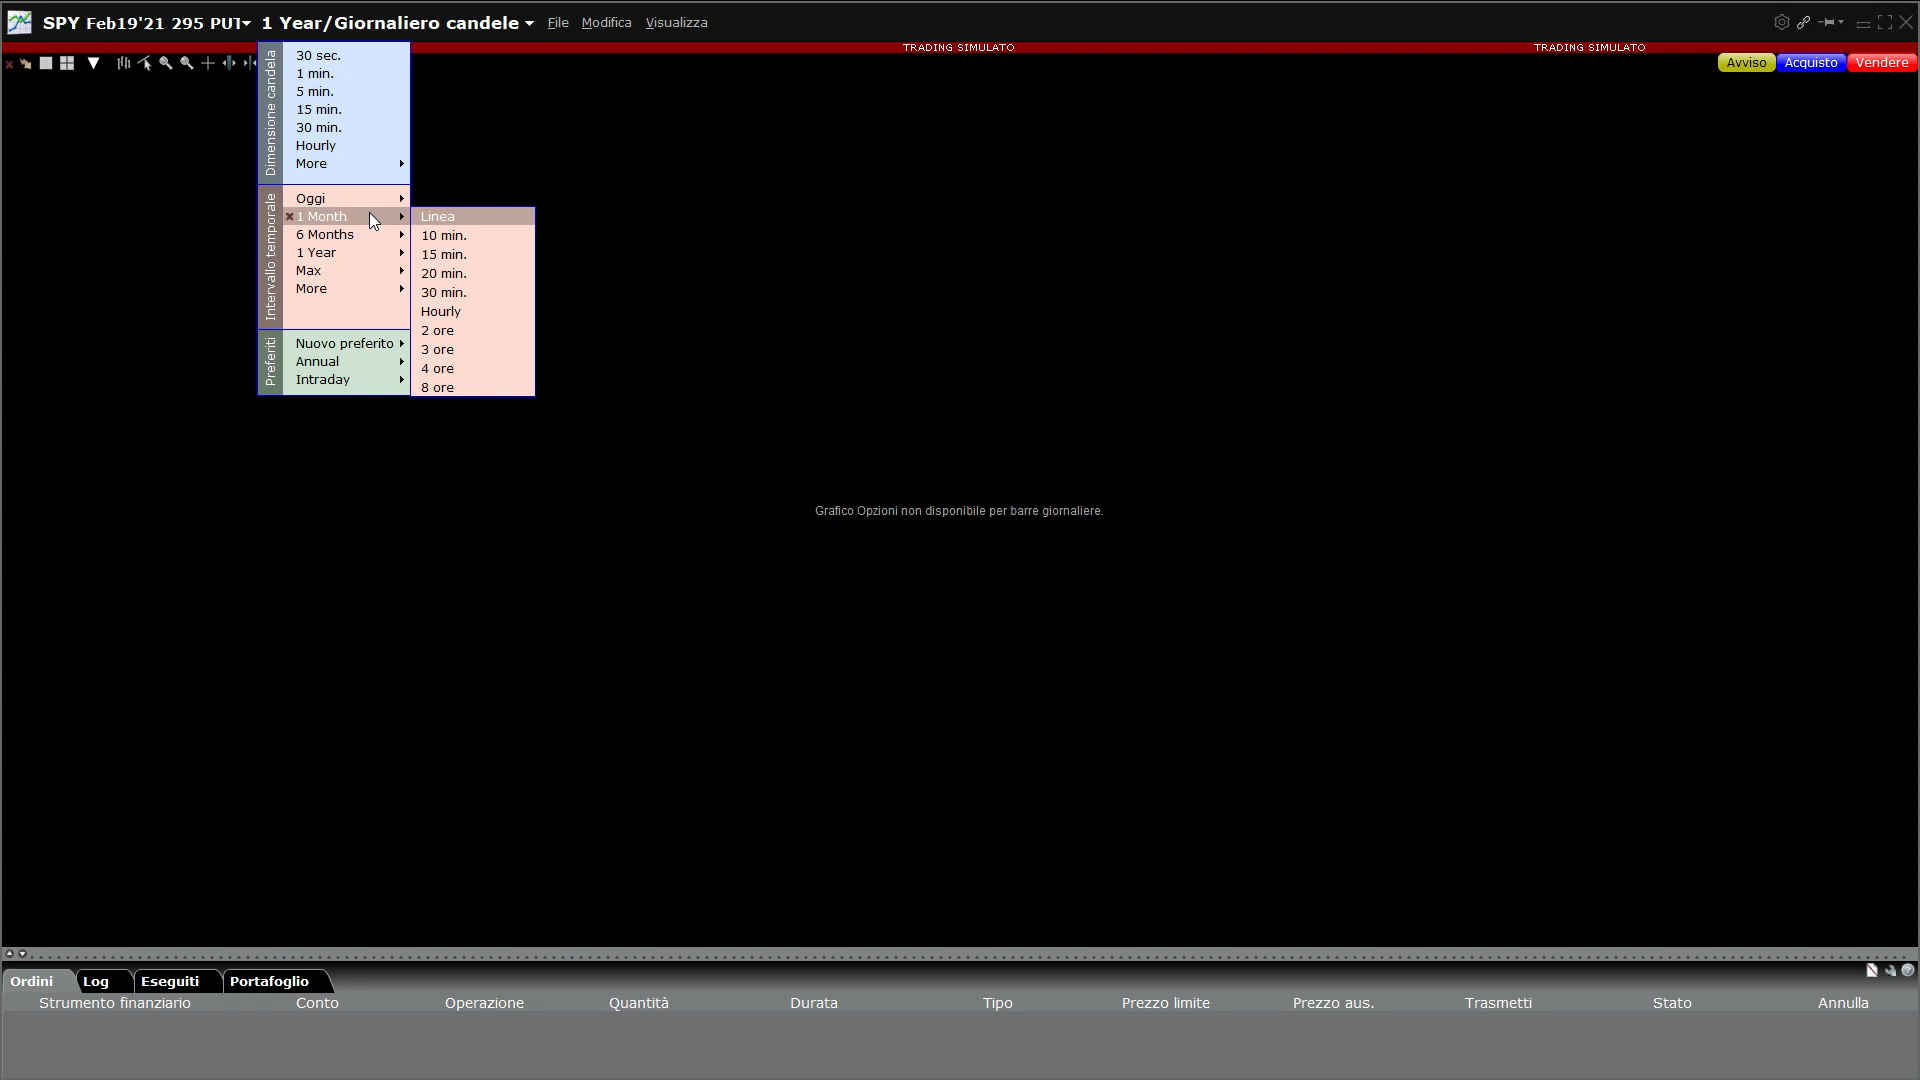 SPY Feb19'21 295 PUT 1 Year/Giornaliero candele File Modifica Visualizza
TRADING SIMULATO TRADING SIMULATO
Avviso Acquisto Vendere
Dimensione candela
30 sec.
1 min.
5 min.
15 min.
30 min.
Hourly
More
Intervallo temporale
Oggi
1 Month
6 Months
1 Year
Max
More
Linea
10 min.
15 min.
20 min.
30 min.
Hourly
2 ore
3 ore
4 ore
8 ore
Preferiti
Nuovo preferito
Annual
Intraday
Grafico Opzioni non disponibile per barre giornaliere.
Ordini Log Eseguiti Portafoglio
Strumento finanziario Conto Operazione Quantità Durata Tipo Prezzo limite Prezzo aus. Trasmetti Stato Annulla